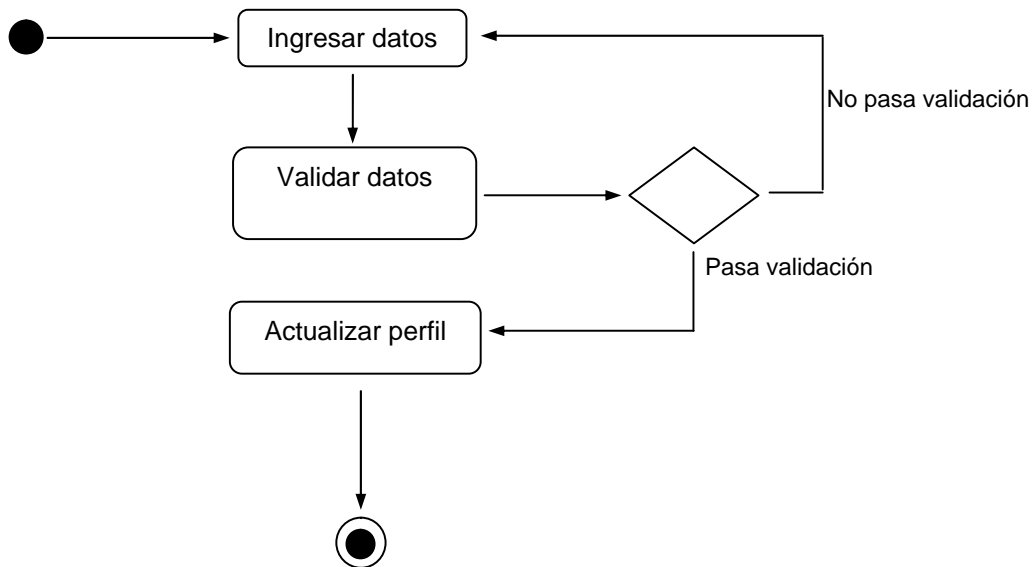 Ingresar datos
No pasa validación
Validar datos
Pasa validación
Actualizar perfil